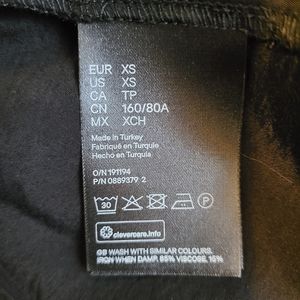 EUR XS
US XS
CA TP
CN 160/80A
MX XCH
Made in Turkey
Fabriqué en Turquie
Hecho en Turquía
O/N 191194
P/N 0889379 2
30
clevercare.info
GB WASH WITH SIMILAR COLOURS.
IRON WHEN DAMP. 85% VISCOSE, 15%